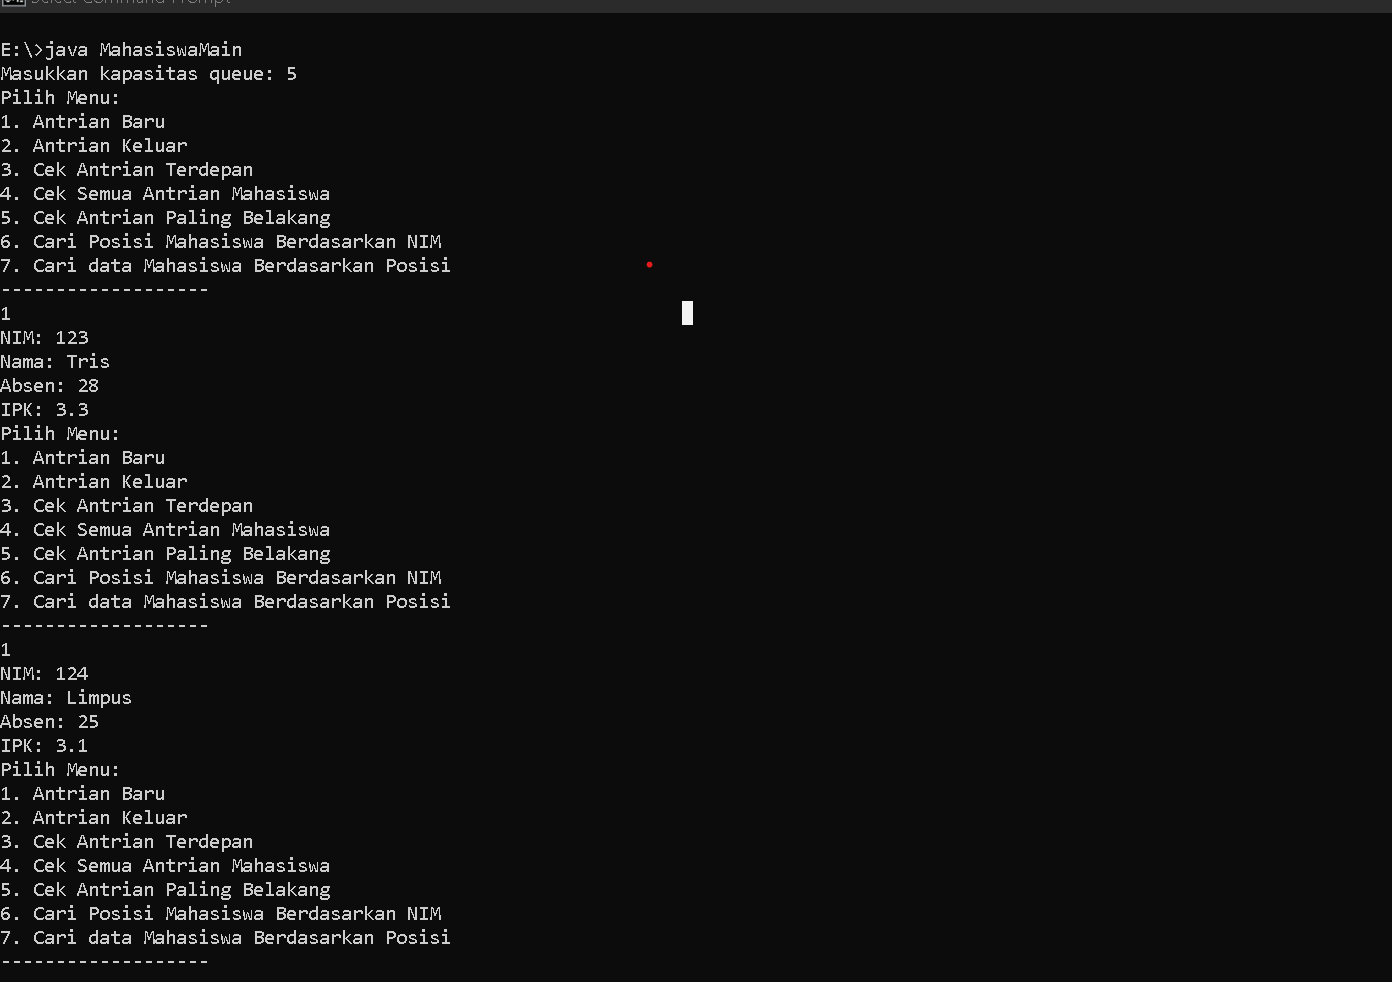 Select Command Prompt
E:\>java MahasiswaMain
Masukkan kapasitas queue: 5
Pilih Menu:
1. Antrian Baru
2. Antrian Keluar
3. Cek Antrian Terdepan
4. Cek Semua Antrian Mahasiswa
5. Cek Antrian Paling Belakang
6. Cari Posisi Mahasiswa Berdasarkan NIM
7. Cari data Mahasiswa Berdasarkan Posisi
-------------------
1
NIM: 123
Nama: Tris
Absen: 28
IPK: 3.3
Pilih Menu:
1. Antrian Baru
2. Antrian Keluar
3. Cek Antrian Terdepan
4. Cek Semua Antrian Mahasiswa
5. Cek Antrian Paling Belakang
6. Cari Posisi Mahasiswa Berdasarkan NIM
7. Cari data Mahasiswa Berdasarkan Posisi
-------------------
1
NIM: 124
Nama: Limpus
Absen: 25
IPK: 3.1
Pilih Menu:
1. Antrian Baru
2. Antrian Keluar
3. Cek Antrian Terdepan
4. Cek Semua Antrian Mahasiswa
5. Cek Antrian Paling Belakang
6. Cari Posisi Mahasiswa Berdasarkan NIM
7. Cari data Mahasiswa Berdasarkan Posisi
-------------------